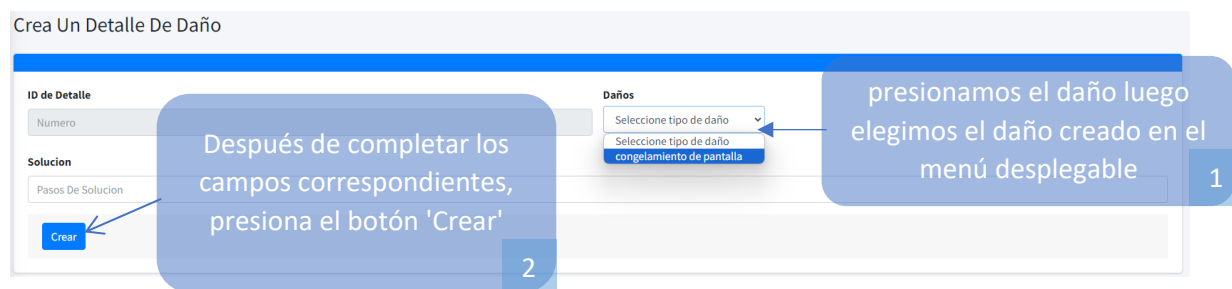 Crea Un Detalle De Daño
ID de Detalle
Numero
Daños
Seleccione tipo de daño
Seleccione tipo de daño
congelamiento de pantalla
presionamos el daño luego
elegimos el daño creado en el
menú desplegable
1
Solucion
Pasos De Solucion
Crear
Después de completar los
campos correspondientes,
presiona el botón 'Crear'
2